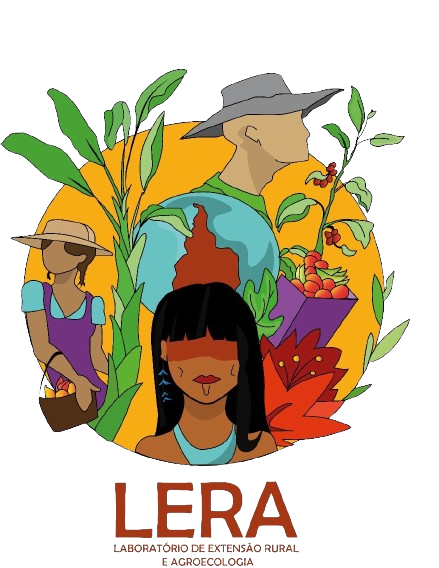 LERA
LABORATÓRIO DE EXTENSÃO RURAL
E AGROECOLOGIA